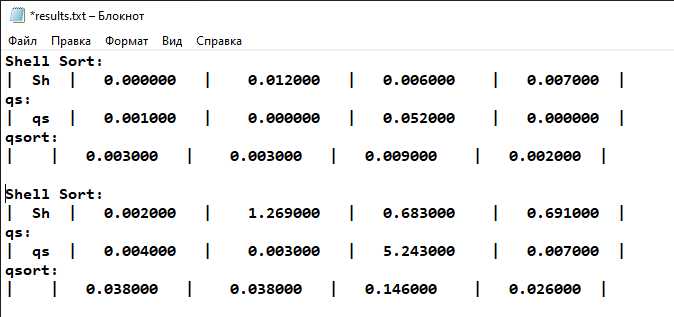 *results.txt – Блокнот
Файл Правка Формат Вид Справка
Shell Sort:
| Sh | 0.000000 | 0.012000 | 0.006000 | 0.007000 |
qs:
| qs | 0.001000 | 0.000000 | 0.052000 | 0.000000 |
qsort:
| | 0.003000 | 0.003000 | 0.009000 | 0.002000 |
Shell Sort:
| Sh | 0.002000 | 1.269000 | 0.683000 | 0.691000 |
qs:
| qs | 0.004000 | 0.003000 | 5.243000 | 0.007000 |
qsort:
| | 0.038000 | 0.038000 | 0.146000 | 0.026000 |